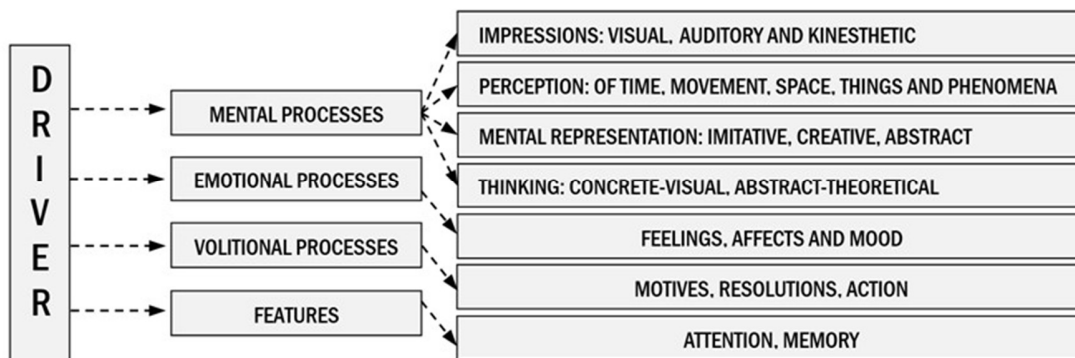 DRIVER
MENTAL PROCESSES
EMOTIONAL PROCESSES
VOLITIONAL PROCESSES
FEATURES
IMPRESSIONS: VISUAL, AUDITORY AND KINESTHETIC
PERCEPTION: OF TIME, MOVEMENT, SPACE, THINGS AND PHENOMENA
MENTAL REPRESENTATION: IMITATIVE, CREATIVE, ABSTRACT
THINKING: CONCRETE-VISUAL, ABSTRACT-THEORETICAL
FEELINGS, AFFECTS AND MOOD
MOTIVES, RESOLUTIONS, ACTION
ATTENTION, MEMORY